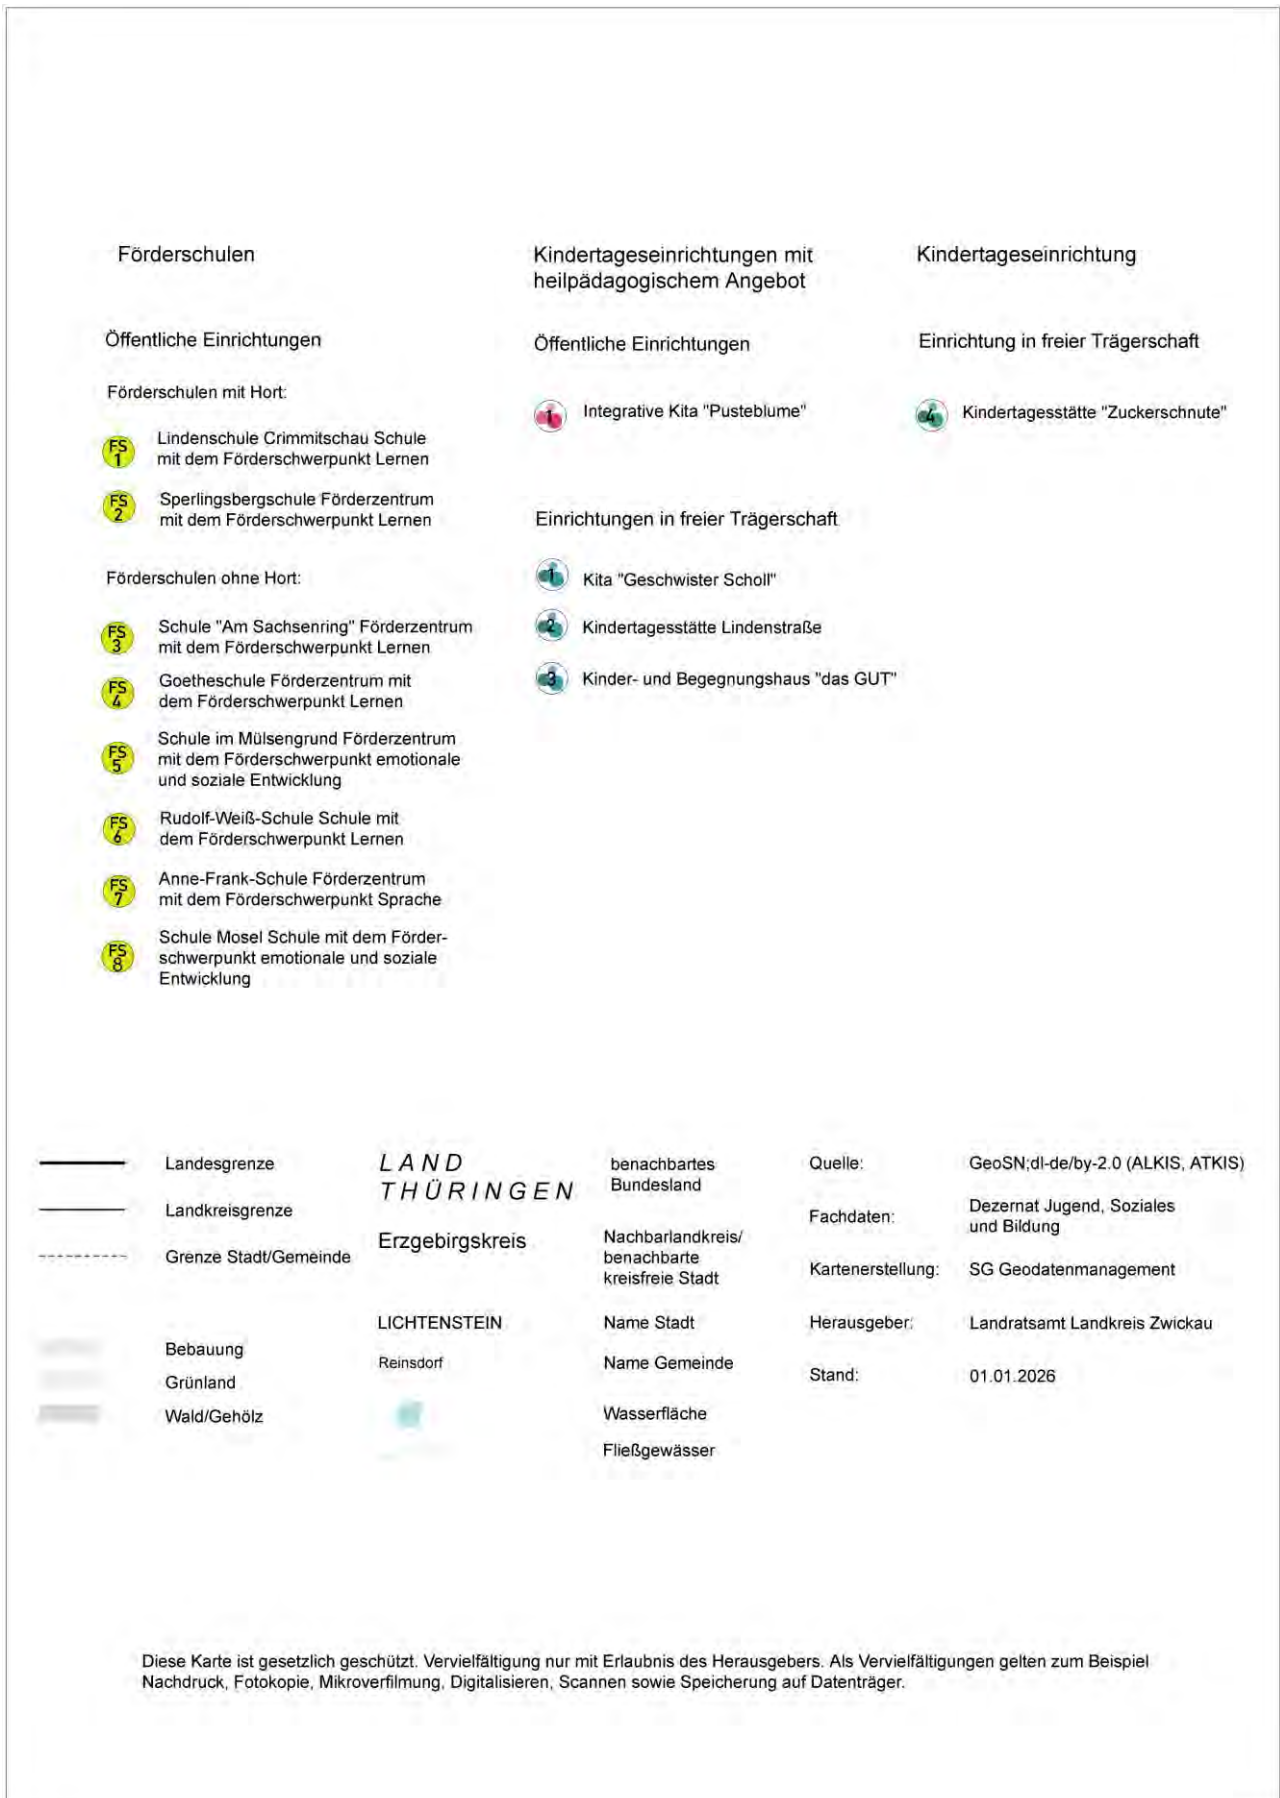 Förderschulen
Öffentliche Einrichtungen
Förderschulen mit Hort:
FS
1
Lindenschule Crimmitschau Schule
mit dem Förderschwerpunkt Lernen
FS
2
Sperlingsbergschule Förderzentrum
mit dem Förderschwerpunkt Lernen
Förderschulen ohne Hort:
FS
3
Schule "Am Sachsenring" Förderzentrum
mit dem Förderschwerpunkt Lernen
FS
4
Goetheschule Förderzentrum mit
dem Förderschwerpunkt Lernen
FS
5
Schule im Mülsengrund Förderzentrum
mit dem Förderschwerpunkt emotionale
und soziale Entwicklung
FS
6
Rudolf-Weiß-Schule Schule mit
dem Förderschwerpunkt Lernen
FS
7
Anne-Frank-Schule Förderzentrum
mit dem Förderschwerpunkt Sprache
FS
8
Schule Mosel Schule mit dem Förder-
schwerpunkt emotionale und soziale
Entwicklung
Kindertageseinrichtungen mit
heilpädagogischem Angebot
Öffentliche Einrichtungen
1 Integrative Kita "Pusteblume"
Einrichtungen in freier Trägerschaft
1 Kita "Geschwister Scholl"
2 Kindertagesstätte Lindenstraße
3 Kinder- und Begegnungshaus "das GUT"
Kindertageseinrichtung
Einrichtung in freier Trägerschaft
4 Kindertagesstätte "Zuckerschnute"
Landesgrenze
Landkreisgrenze
Grenze Stadt/Gemeinde
Bebauung
Grünland
Wald/Gehölz
LAND
THÜRINGEN
Erzgebirgskreis
LICHTENSTEIN
Reinsdorf
benachbartes
Bundesland
Nachbarlandkreis/
benachbarte
kreisfreie Stadt
Name Stadt
Name Gemeinde
Wasserfläche
Fließgewässer
Quelle: GeoSN;dl-de/by-2.0 (ALKIS, ATKIS)
Fachdaten: Dezernat Jugend, Soziales
und Bildung
Kartenerstellung: SG Geodatenmanagement
Herausgeber: Landratsamt Landkreis Zwickau
Stand: 01.01.2026
Diese Karte ist gesetzlich geschützt. Vervielfältigung nur mit Erlaubnis des Herausgebers. Als Vervielfältigungen gelten zum Beispiel
Nachdruck, Fotokopie, Mikroverfilmung, Digitalisieren, Scannen sowie Speicherung auf Datenträger.